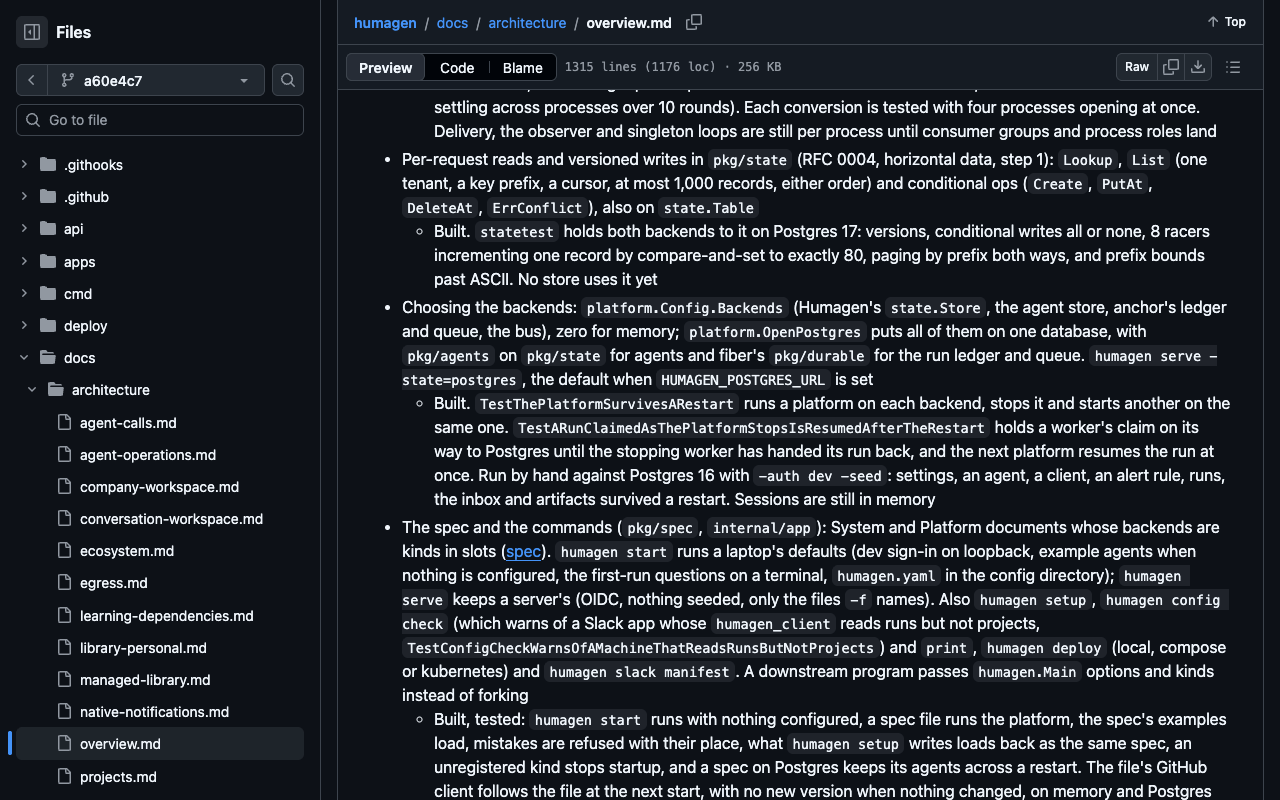 Files
a60e4c7
Go to file
.githooks
.github
api
apps
cmd
deploy
docs
architecture
agent-calls.md
agent-operations.md
company-workspace.md
conversation-workspace.md
ecosystem.md
egress.md
learning-dependencies.md
library-personal.md
managed-library.md
native-notifications.md
overview.md
projects.md
humagen / docs / architecture / overview.md
Top
Preview Code Blame 1315 lines (1176 loc) · 256 KB
Raw
settling across processes over 10 rounds). Each conversion is tested with four processes opening at once.
Delivery, the observer and singleton loops are still per process until consumer groups and process roles land
• Per-request reads and versioned writes in pkg/state (RFC 0004, horizontal data, step 1): Lookup, List (one
tenant, a key prefix, a cursor, at most 1,000 records, either order) and conditional ops (Create, PutAt,
DeleteAt, ErrConflict), also on state.Table
◦ Built. statetest holds both backends to it on Postgres 17: versions, conditional writes all or none, 8 racers
incrementing one record by compare-and-set to exactly 80, paging by prefix both ways, and prefix bounds
past ASCII. No store uses it yet
• Choosing the backends: platform.Config.Backends (Humagen's state.Store, the agent store, anchor's ledger
and queue, the bus), zero for memory; platform.OpenPostgres puts all of them on one database, with
pkg/agents on pkg/state for agents and fiber's pkg/durable for the run ledger and queue. humagen serve -
state=postgres, the default when HUMAGEN_POSTGRES_URL is set
◦ Built. TestThePlatformSurvivesARestart runs a platform on each backend, stops it and starts another on the
same one. TestARunClaimedAsThePlatformStopsIsResumedAfterTheRestart holds a worker's claim on its
way to Postgres until the stopping worker has handed its run back, and the next platform resumes the run at
once. Run by hand against Postgres 16 with -auth dev -seed: settings, an agent, a client, an alert rule, runs,
the inbox and artifacts survived a restart. Sessions are still in memory
• The spec and the commands (pkg/spec, internal/app): System and Platform documents whose backends are
kinds in slots (spec). humagen start runs a laptop's defaults (dev sign-in on loopback, example agents when
nothing is configured, the first-run questions on a terminal, humagen.yaml in the config directory); humagen
serve keeps a server's (OIDC, nothing seeded, only the files -f names). Also humagen setup, humagen config
check (which warns of a Slack app whose humagen_client reads runs but not projects,
TestConfigCheckWarnsOfAMachineThatReadsRunsButNotProjects) and print, humagen deploy (local, compose
or kubernetes) and humagen slack manifest. A downstream program passes humagen.Main options and kinds
instead of forking
◦ Built, tested: humagen start runs with nothing configured, a spec file runs the platform, the spec's examples
load, mistakes are refused with their place, what humagen setup writes loads back as the same spec, an
unregistered kind stops startup, and a spec on Postgres keeps its agents across a restart. The file's GitHub
client follows the file at the next start, with no new version when nothing changed, on memory and Postgres